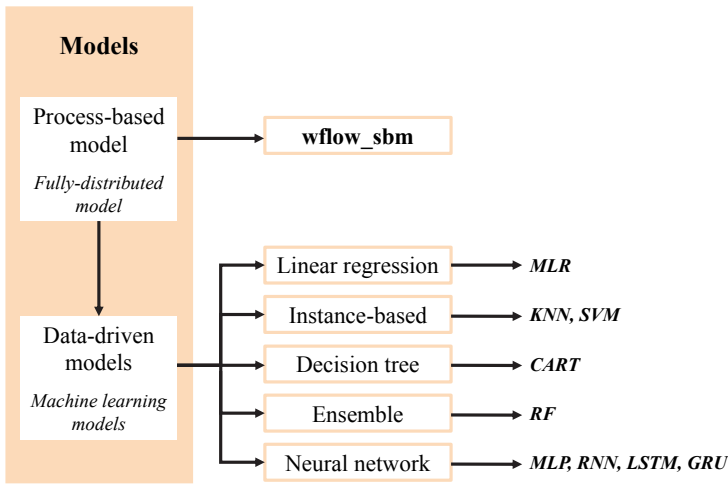 Models
Process-based
model
Fully-distributed
model
wflow_sbm
Data-driven
models
Machine learning
models
Linear regression
MLR
Instance-based
KNN, SVM
Decision tree
CART
Ensemble
RF
Neural network
MLP, RNN, LSTM, GRU